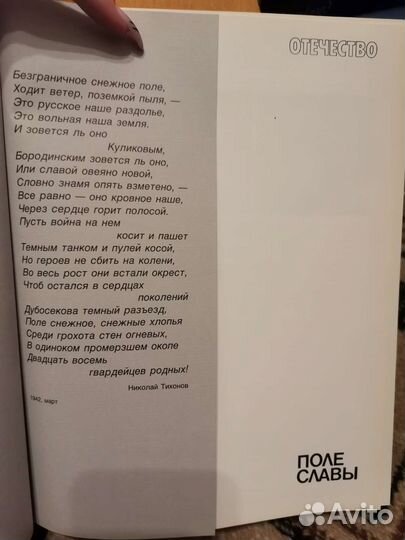 ОТЕЧЕСТВО
Безграничное снежное поле,
Ходит ветер, поземкой пыля, —
Это русское наше раздолье,
Это вольная наша земля.
И зовется ль оно
Куликовым,
Бородинским зовется ль оно,
Или славой овеяно новой,
Словно знамя опять взметено, —
Все равно — оно кровное наше,
Через сердце горит полосой.
Пусть война на нем
косит и пашет
Темным танком и пулей косой,
Но героев не сбить на колени,
Во весь рост они встали окрест,
Чтоб остался в сердцах
поколений
Дубосекова темный разъезд,
Поле снежное, снежные хлопья
Среди грохота стен огневых,
В одиноком промерзшем окопе
Двадцать восемь
гвардейцев родных!
Николай Тихонов
1942, март
ПОЛЕ
СЛАВЫ
Avito